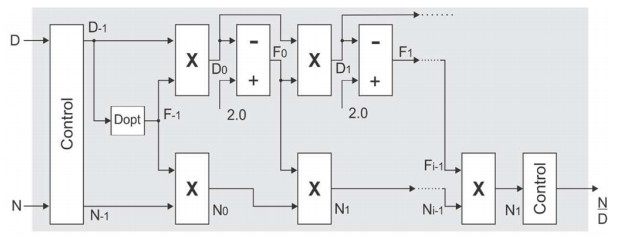 D
D-1
Control
Dopt
F-1
X
D0
-
+
2.0
F0
X
D1
-
+
2.0
F1
Fi-1
N
N-1
X
N0
X
N1
Ni-1
X
N1
Control
N
D